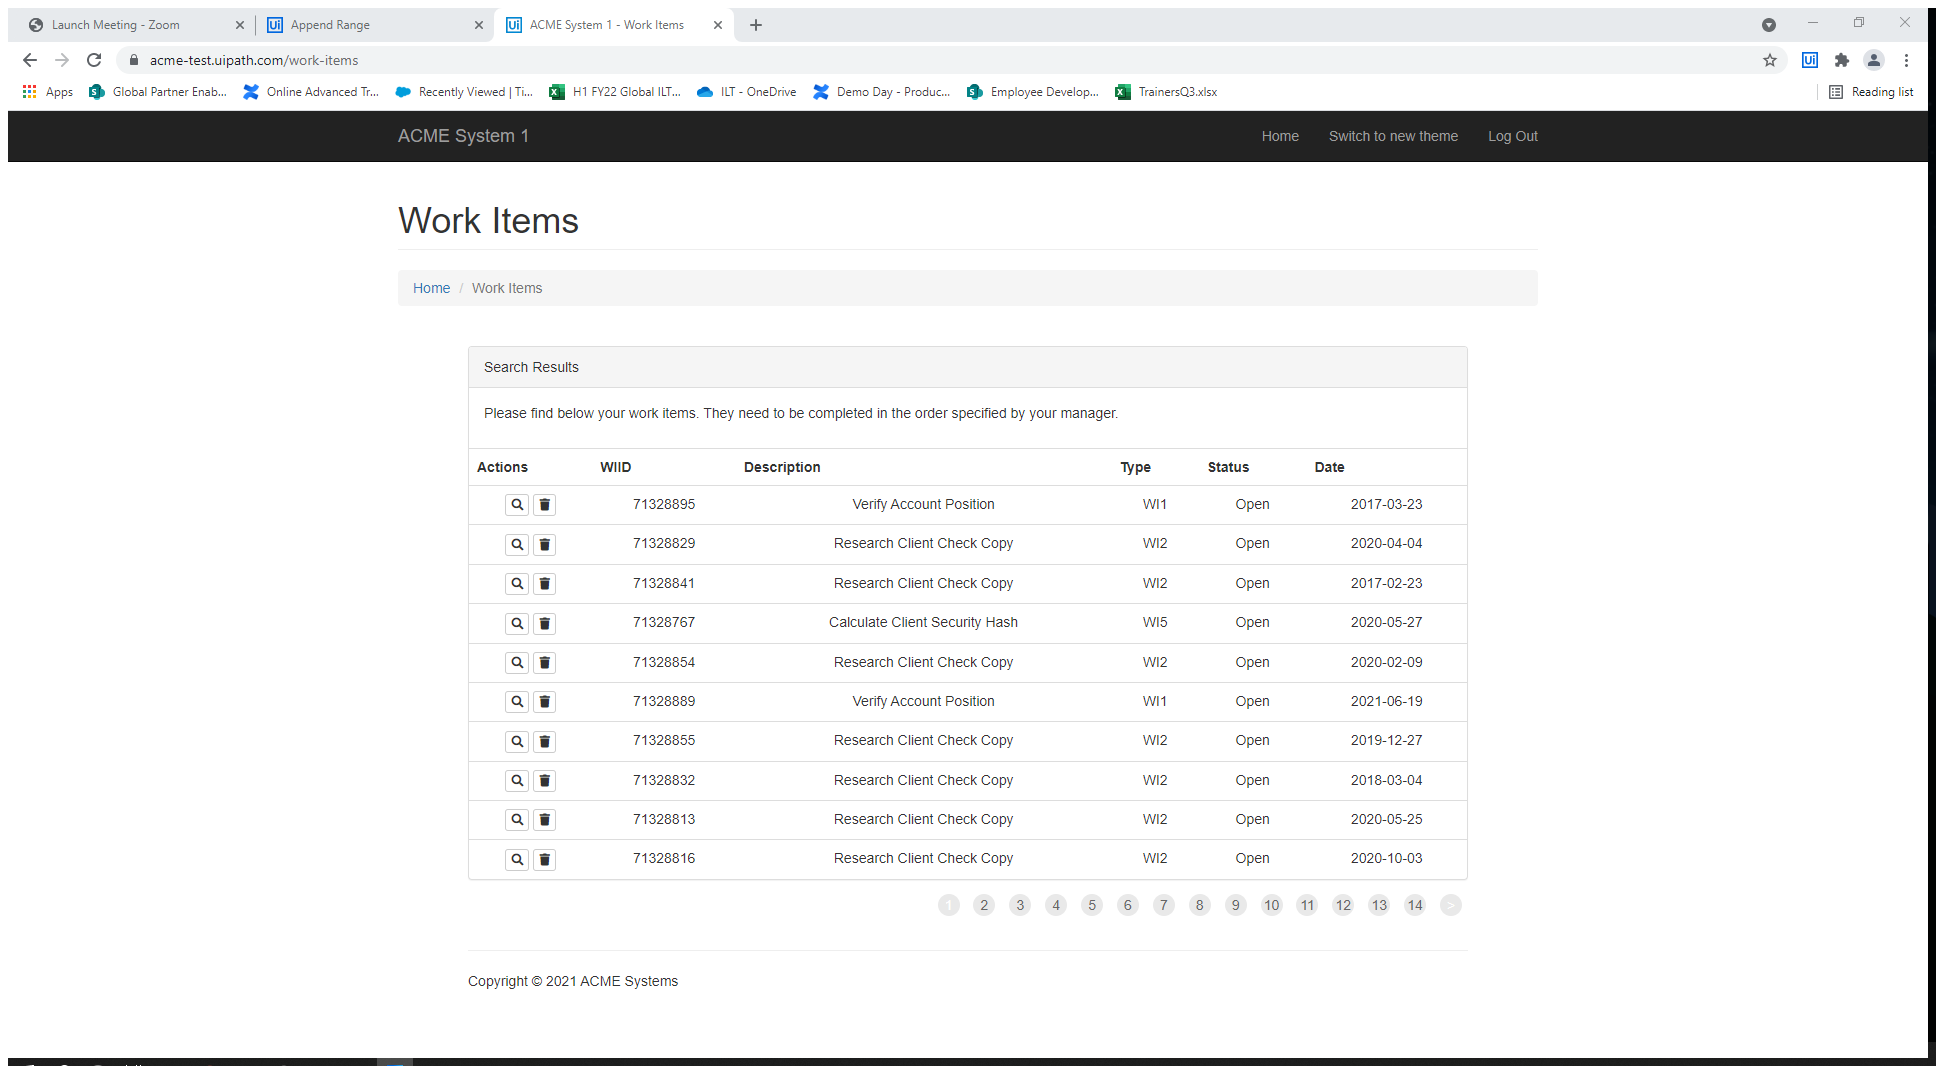 Launch Meeting - Zoom
Ui Append Range
Ui ACME System 1 - Work Items
acme-test.uipath.com/work-items
Ui
Apps
Global Partner Enab...
Online Advanced Tr...
Recently Viewed | Ti...
H1 FY22 Global ILT...
ILT - OneDrive
Demo Day - Produc...
Employee Develop...
TrainersQ3.xlsx
Reading list
ACME System 1
Home
Switch to new theme
Log Out
Work Items
Home / Work Items
Search Results
Please find below your work items. They need to be completed in the order specified by your manager.
Actions WIID Description Type Status Date
71328895 Verify Account Position WI1 Open 2017-03-23
71328829 Research Client Check Copy WI2 Open 2020-04-04
71328841 Research Client Check Copy WI2 Open 2017-02-23
71328767 Calculate Client Security Hash WI5 Open 2020-05-27
71328854 Research Client Check Copy WI2 Open 2020-02-09
71328889 Verify Account Position WI1 Open 2021-06-19
71328855 Research Client Check Copy WI2 Open 2019-12-27
71328832 Research Client Check Copy WI2 Open 2018-03-04
71328813 Research Client Check Copy WI2 Open 2020-05-25
71328816 Research Client Check Copy WI2 Open 2020-10-03
1 2 3 4 5 6 7 8 9 10 11 12 13 14 >
Copyright © 2021 ACME Systems